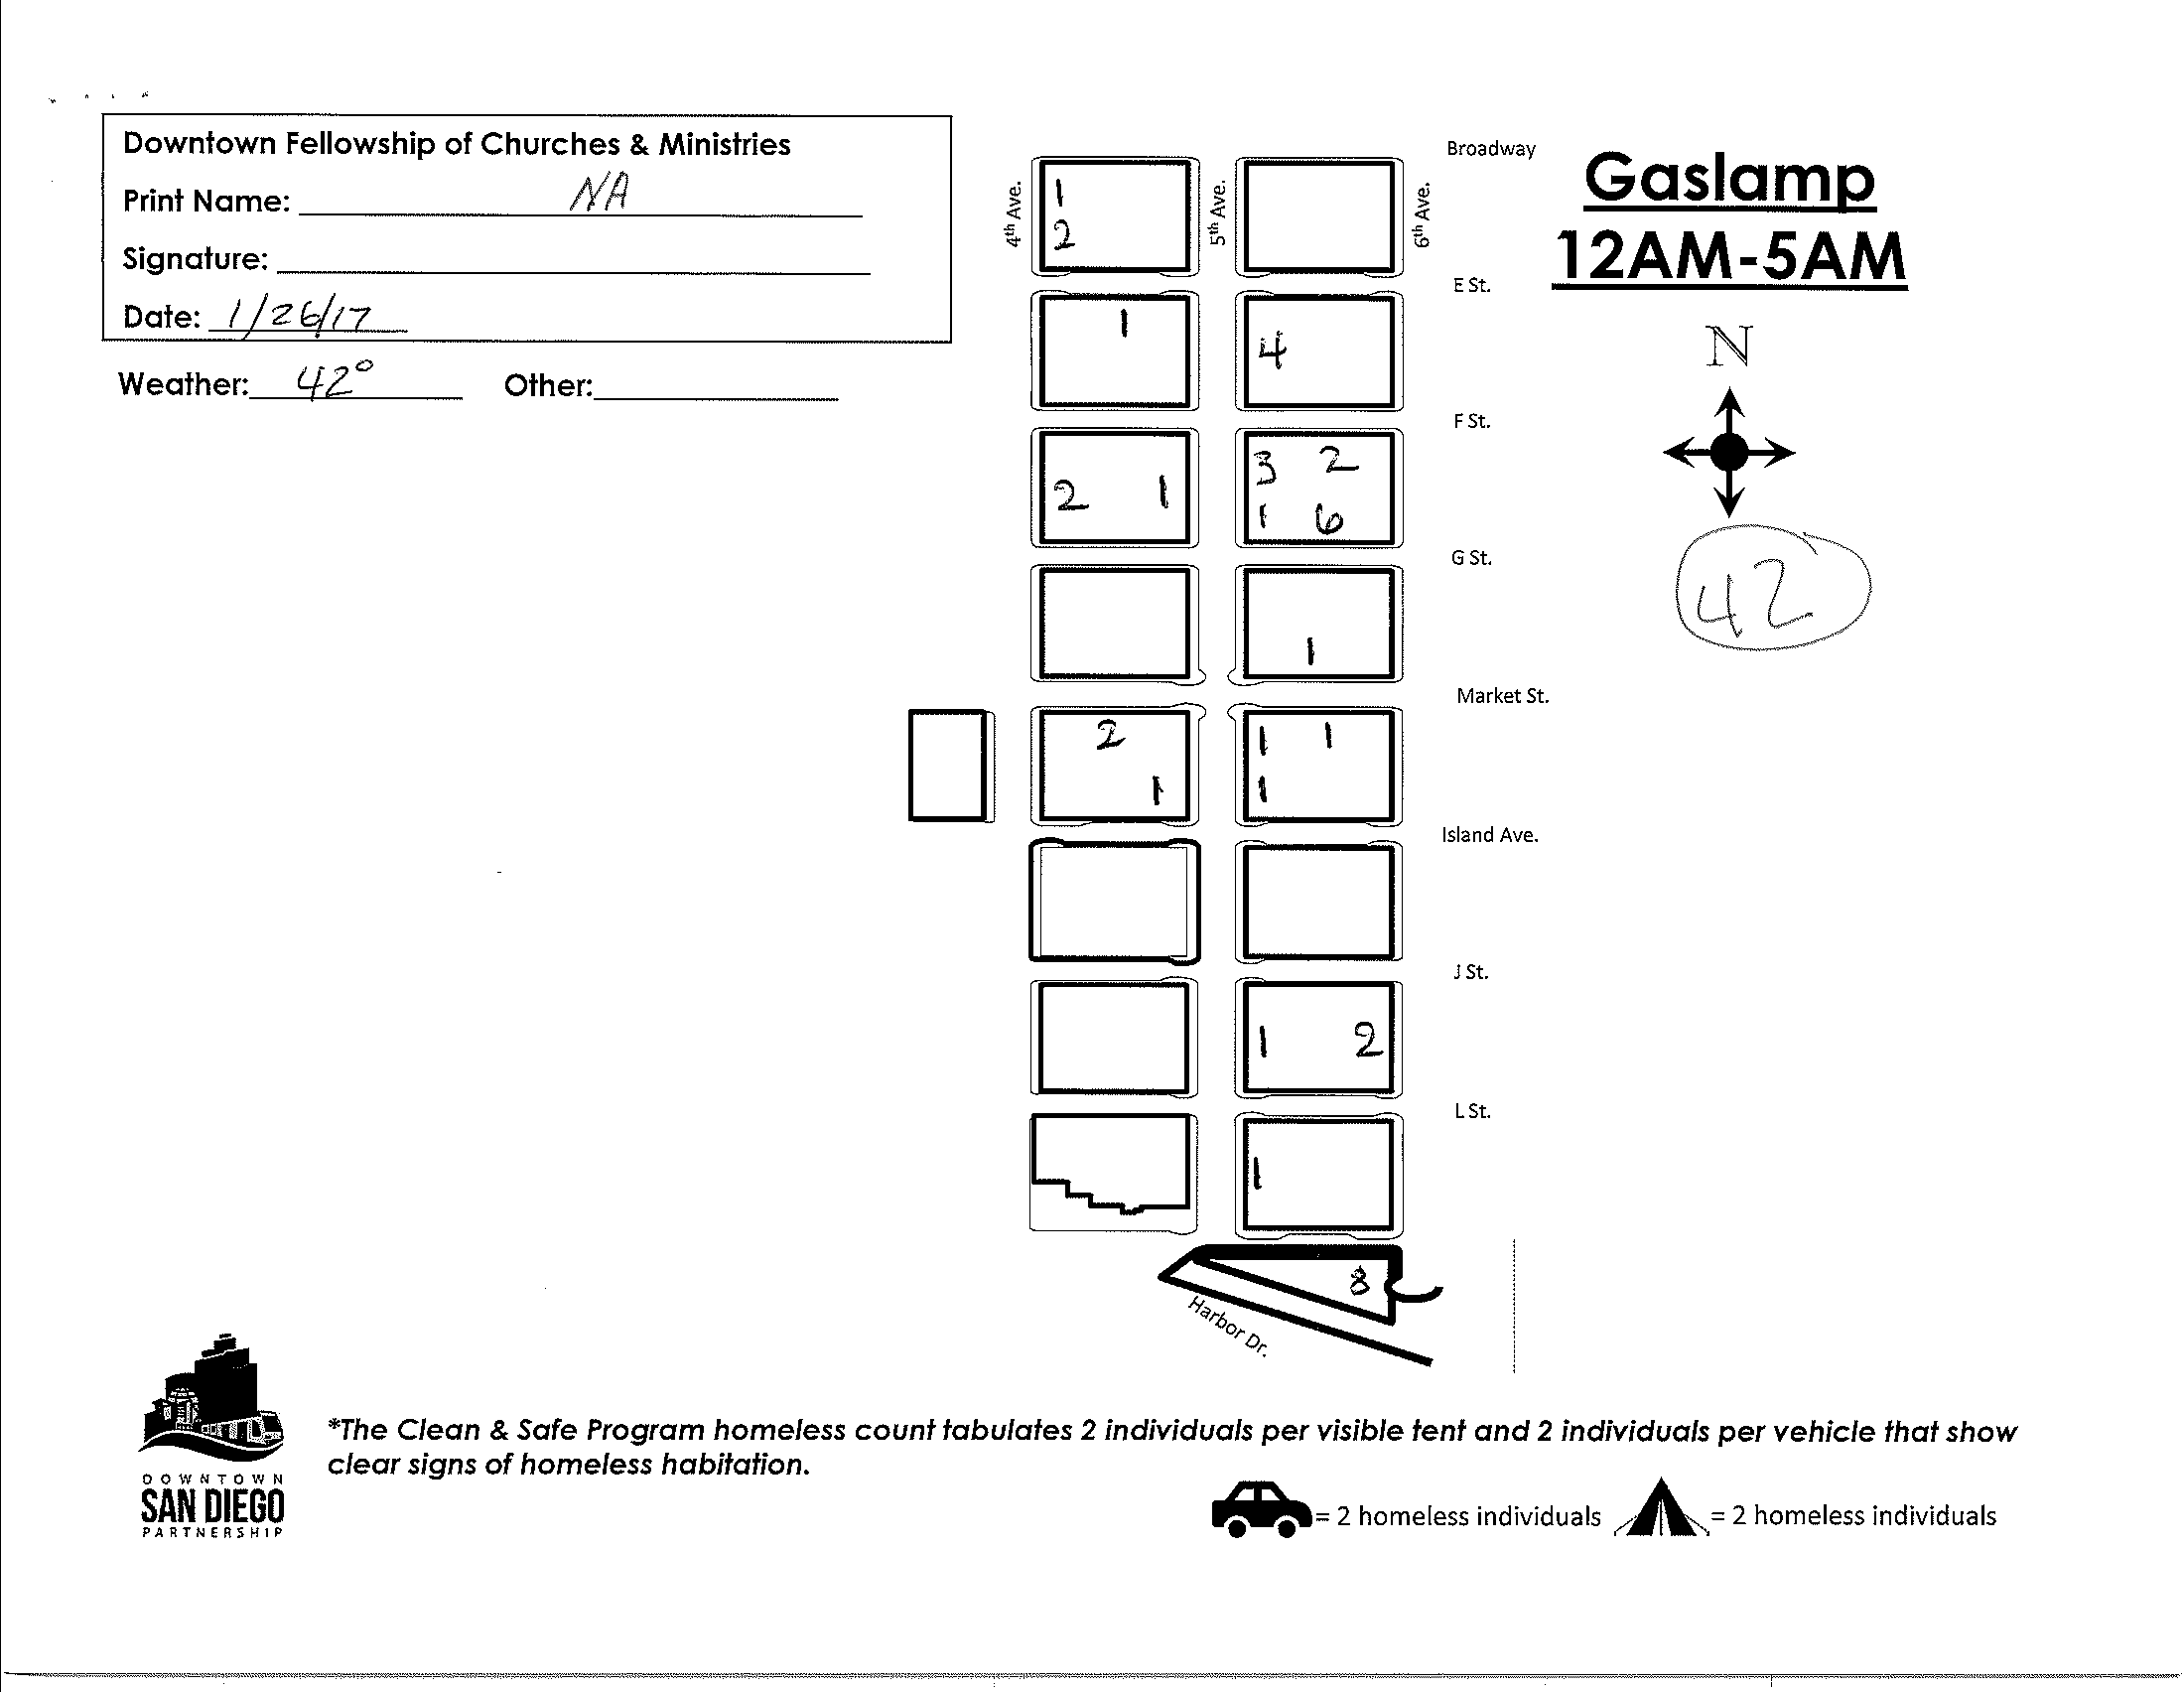 Downtown Fellowship of Churches & Ministries
Print Name: NA
Signature:
Date: 1/26/17
Weather: 42° Other:
Gaslamp
12AM-5AM
N
42
4th Ave.
5th Ave.
6th Ave.
Broadway
1
2
E St.
1
4
F St.
3 2
2 1
1 6
G St.
1
Market St.
2
1 1
1
1
Island Ave.
J St.
1 2
L St.
1
8
Harbor Dr.
*The Clean & Safe Program homeless count tabulates 2 individuals per visible tent and 2 individuals per vehicle that show
clear signs of homeless habitation.
DOWNTOWN
SAN DIEGO
PARTNERSHIP
= 2 homeless individuals
= 2 homeless individuals